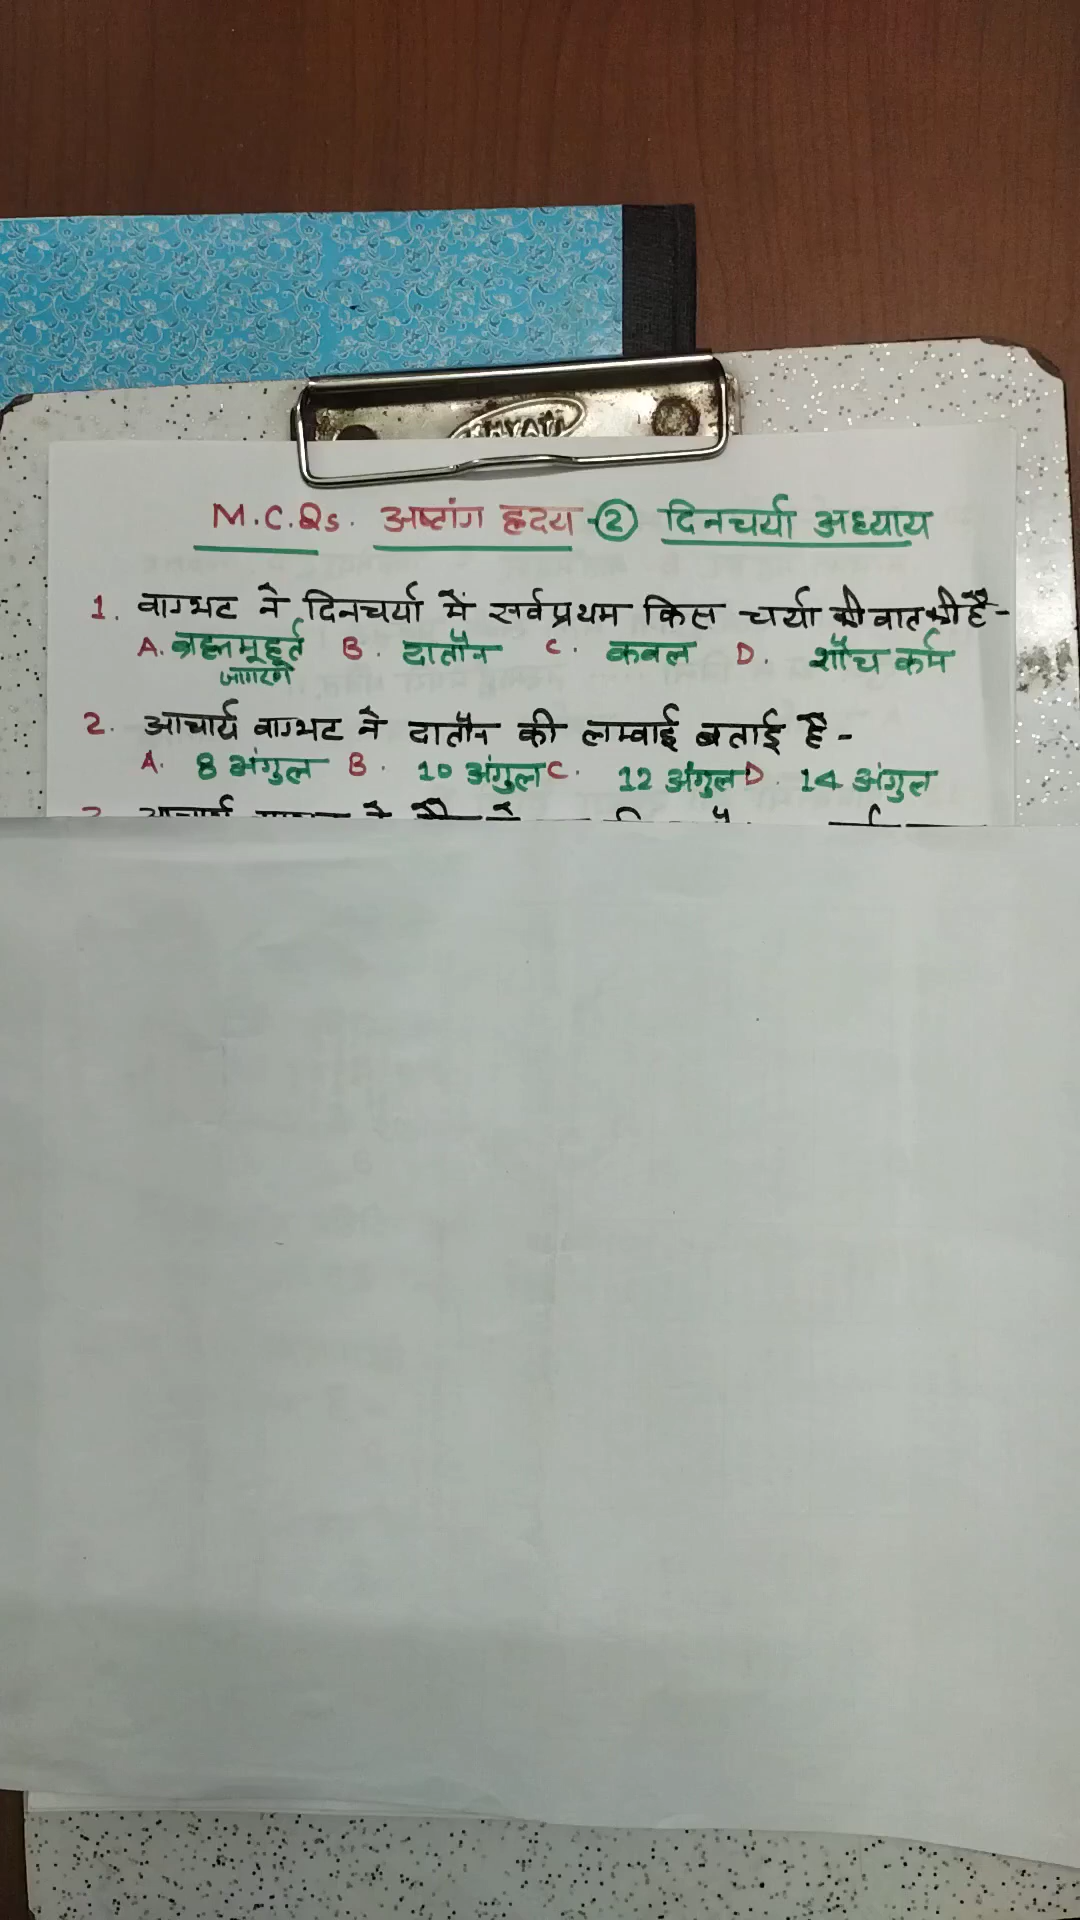 M.C.Qs. अष्टांग हृदय -② दिनचर्या अध्याय
1. वाग्भट ने दिनचर्या में सर्वप्रथम किस चर्या की बात की है-
A. ब्रह्ममुहूर्त जागरण B. दातौन C. कवल D. शौच कर्म
2. आचार्य वाग्भट ने दातौन की लम्बाई बताई है -
A. 8 अंगुल B. 10 अंगुल C. 12 अंगुल D. 14 अंगुल